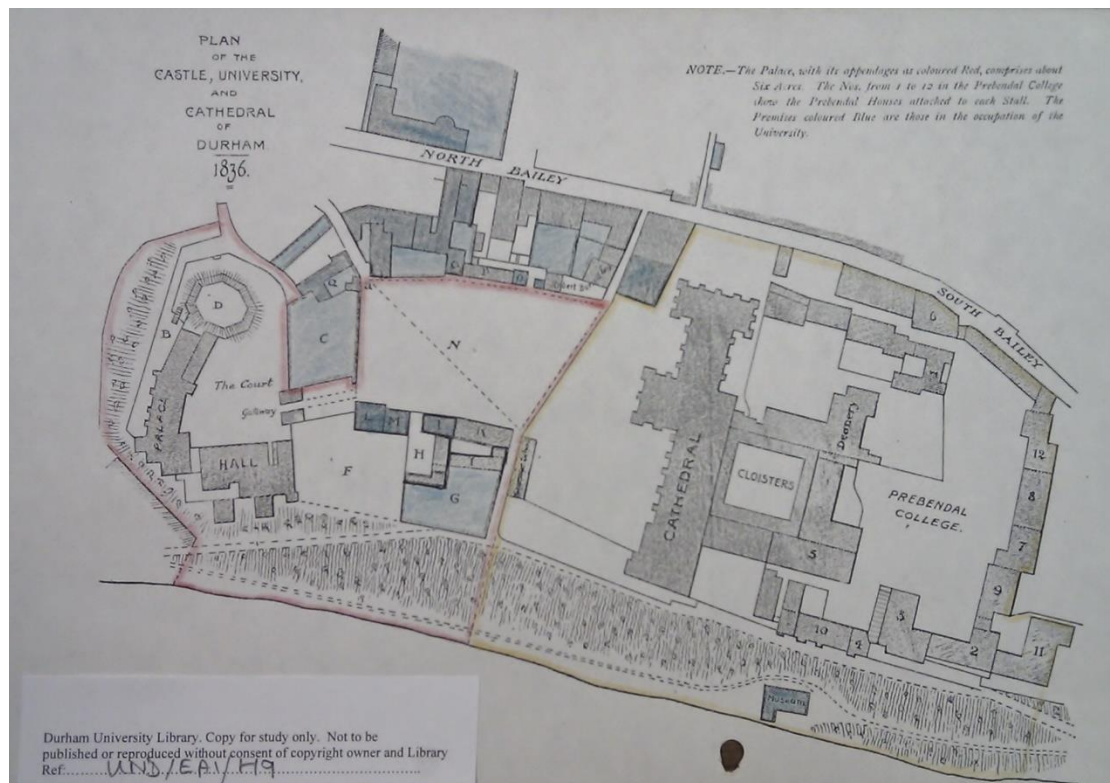 PLAN
OF THE
CASTLE, UNIVERSITY,
AND
CATHEDRAL
OF
DURHAM
1836.
NOTE.—The Palace, with its appendages as coloured Red, comprises about
Six Acres. The Nos. from 1 to 12 in the Prebendal College
show the Prebendal Houses attached to each Stall. The
Premises coloured Blue are those in the occupation of the
University.
NORTH BAILEY
SOUTH BAILEY
D
B
R
C
N
The Court
Gateway
PALACE
HALL
F
M
H
G
K
CATHEDRAL
CLOISTERS
Deanery
PREBENDAL
COLLEGE.
6
12
8
7
9
5
3
10
4
2
11
MUSEUM
Durham University Library. Copy for study only. Not to be
published or reproduced without consent of copyright owner and Library
Ref: UND/EA1/H9